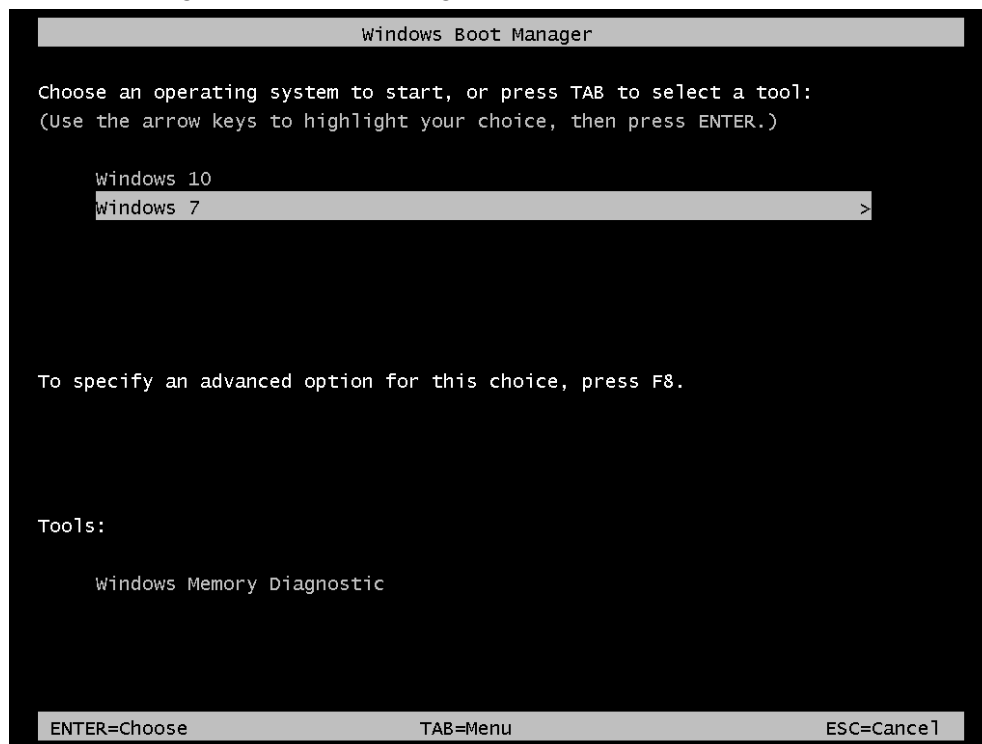 Windows Boot Manager
Choose an operating system to start, or press TAB to select a tool:
(Use the arrow keys to highlight your choice, then press ENTER.)
Windows 10
Windows 7 >
To specify an advanced option for this choice, press F8.
Tools:
Windows Memory Diagnostic
ENTER=Choose TAB=Menu ESC=Cancel